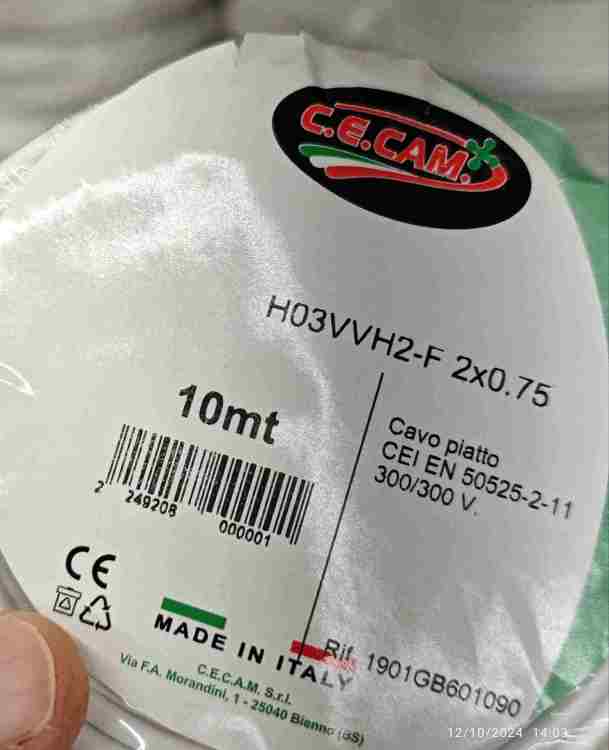 C.E.CAM.
H03VVH2-F 2x0.75
10mt
Cavo piatto
CEI EN 50525-2-11
300/300 V.
2 249208 000001
CE
MADE IN ITALY
Rif. 1901GB601090
C.E.C.A.M. S.r.l.
Via F.A. Morandini, 1 - 25040 Bienno (BS)
12/10/2024 14:03